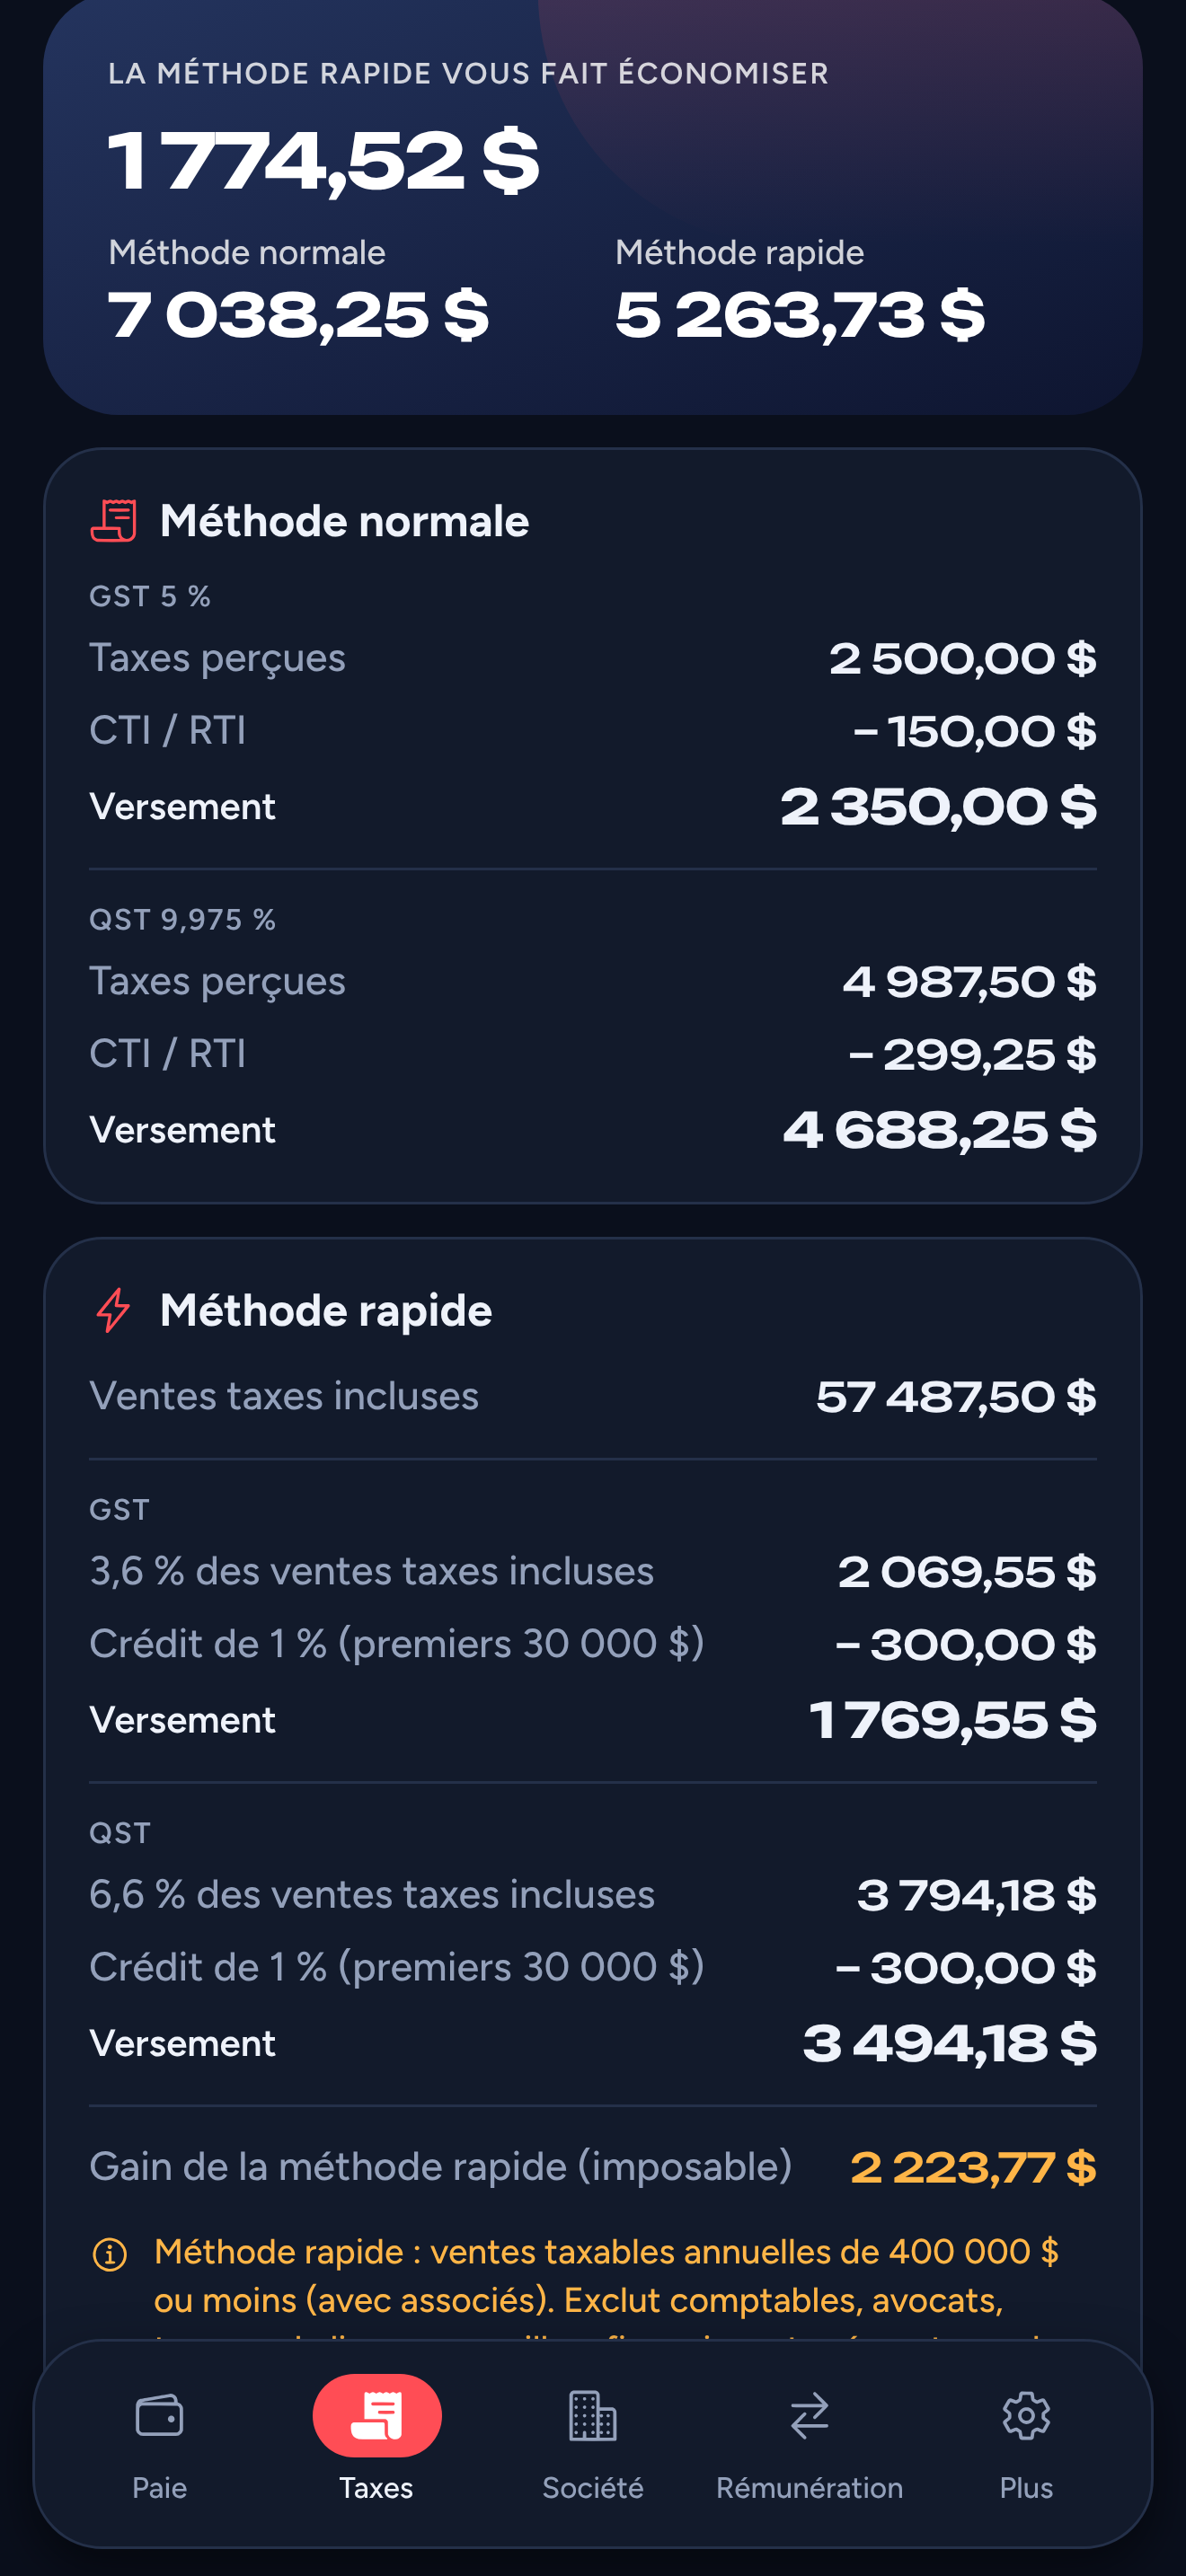 LA MÉTHODE RAPIDE VOUS FAIT ÉCONOMISER
1 774,52 $
Méthode normale Méthode rapide
7 038,25 $ 5 263,73 $
Méthode normale
GST 5 %
Taxes perçues 2 500,00 $
CTI / RTI – 150,00 $
Versement 2 350,00 $
QST 9,975 %
Taxes perçues 4 987,50 $
CTI / RTI – 299,25 $
Versement 4 688,25 $
Méthode rapide
Ventes taxes incluses 57 487,50 $
GST
3,6 % des ventes taxes incluses 2 069,55 $
Crédit de 1 % (premiers 30 000 $) – 300,00 $
Versement 1 769,55 $
QST
6,6 % des ventes taxes incluses 3 794,18 $
Crédit de 1 % (premiers 30 000 $) – 300,00 $
Versement 3 494,18 $
Gain de la méthode rapide (imposable) 2 223,77 $
Méthode rapide : ventes taxables annuelles de 400 000 $
ou moins (avec associés). Exclut comptables, avocats,
Paie Taxes Société Rémunération Plus